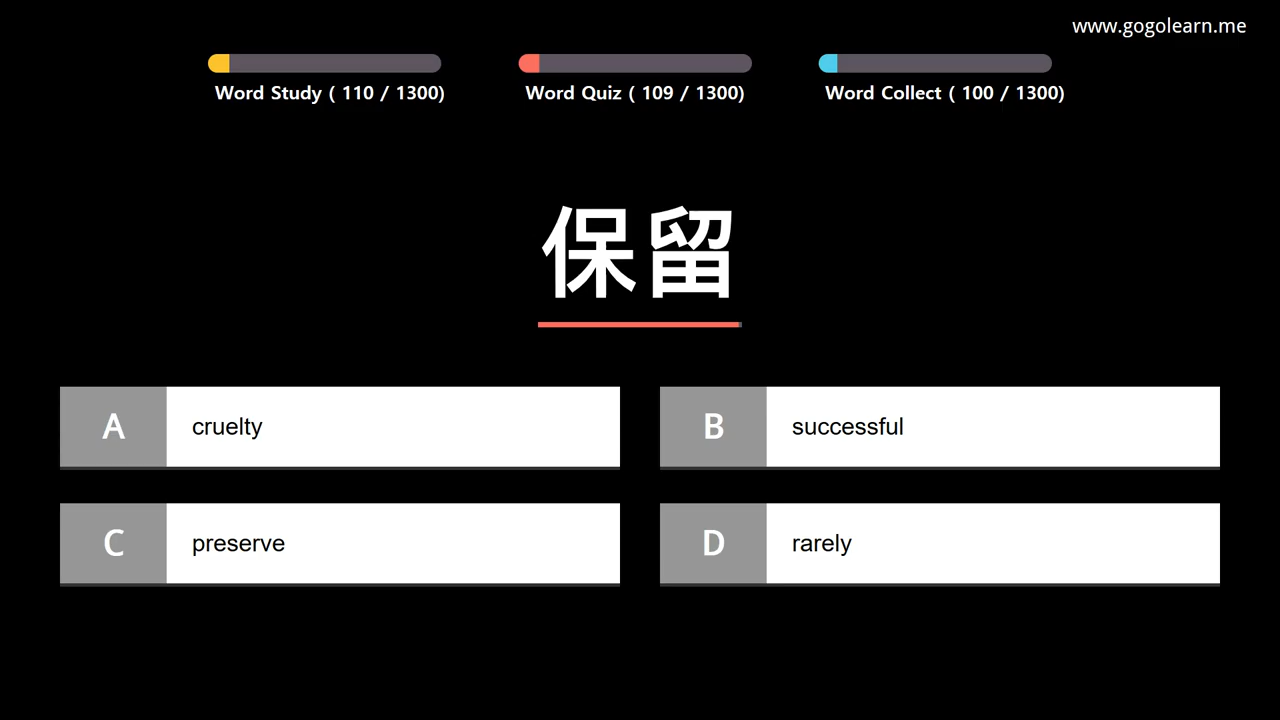 www.gogolearn.me
Word Study ( 110 / 1300)
Word Quiz ( 109 / 1300)
Word Collect ( 100 / 1300)
保留
A cruelty
B successful
C preserve
D rarely